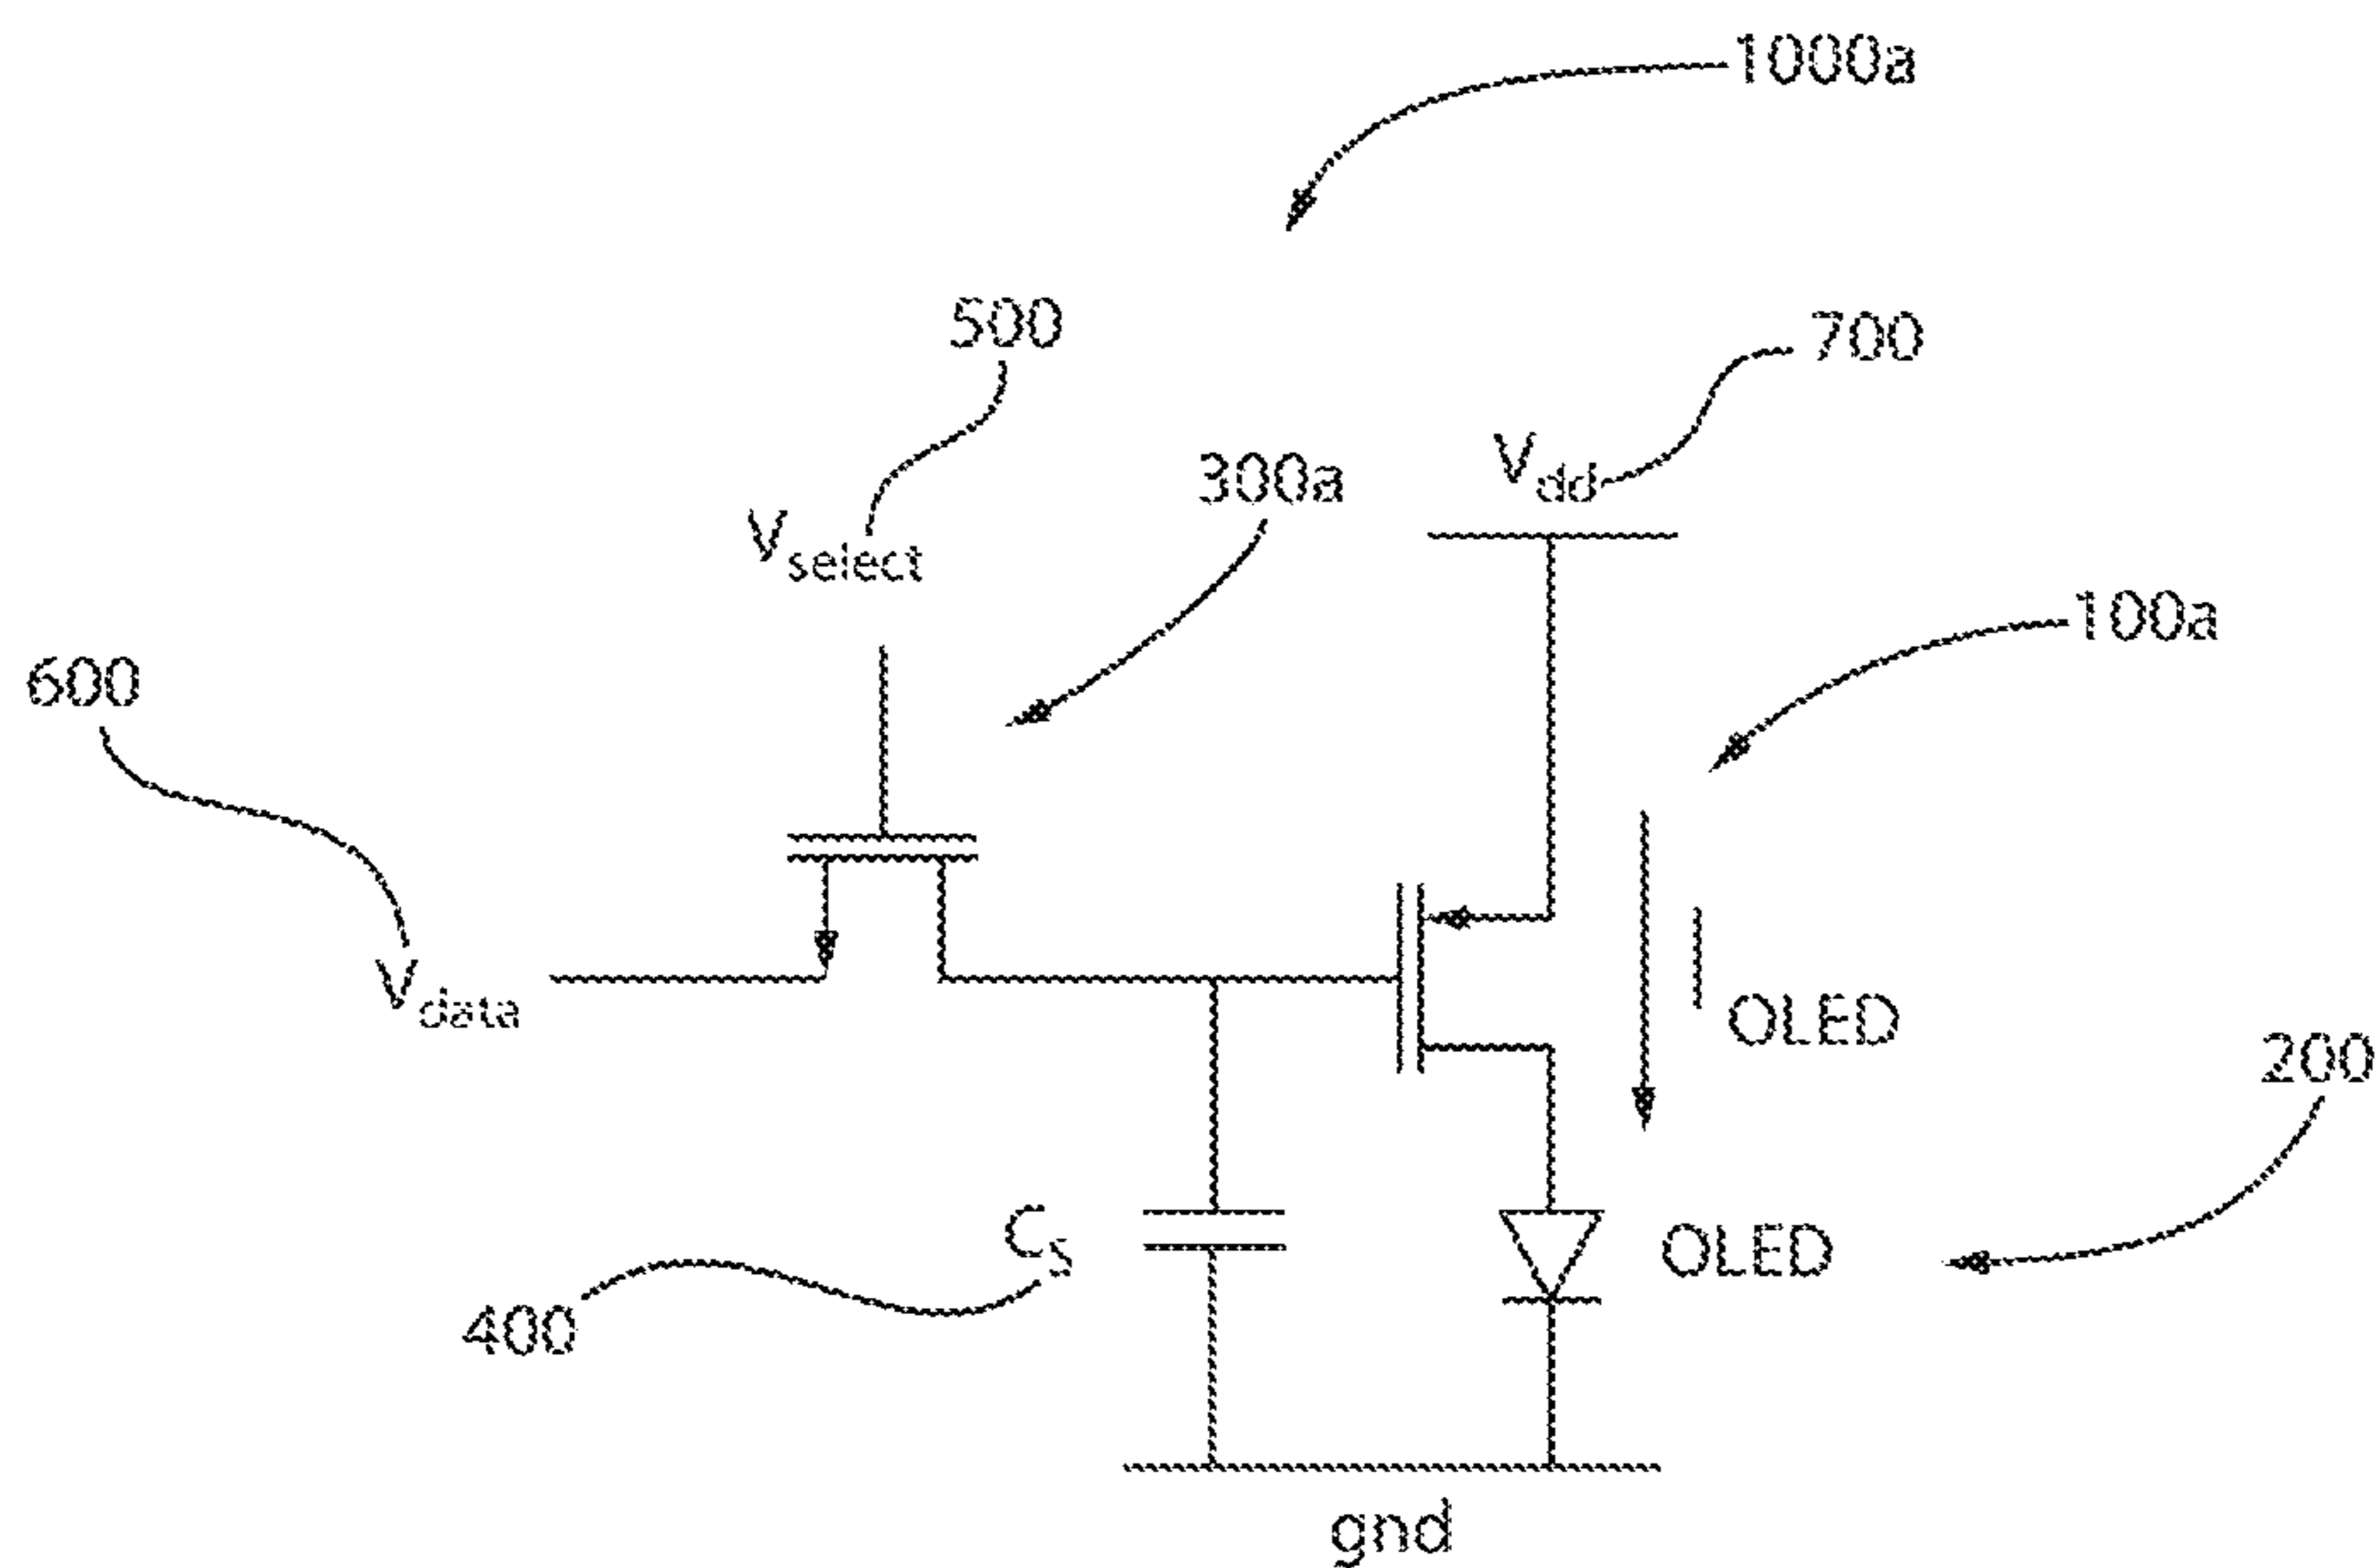 1000a
500
700
300a
Vdd
Vselect
100a
600
Vdata
IOLED
200
Cs
OLED
400
gnd